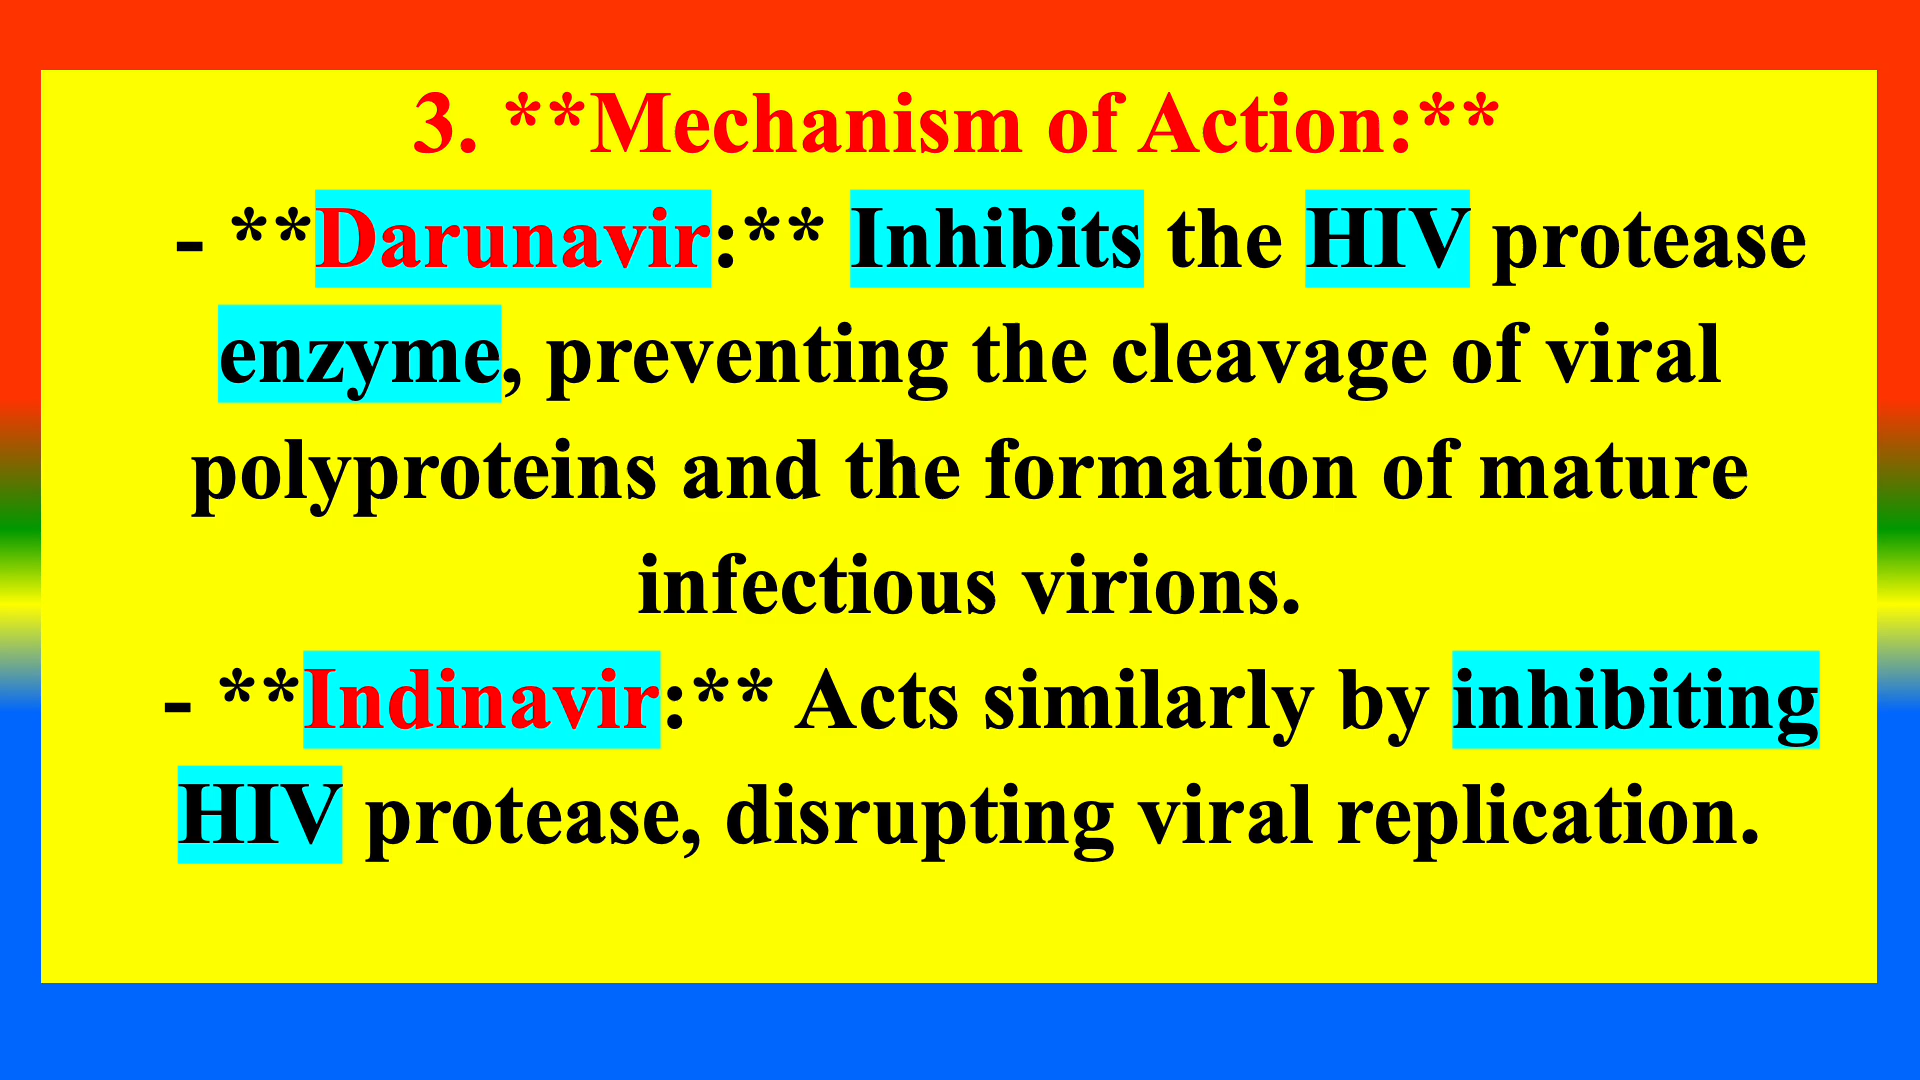 3. **Mechanism of Action:**
- **Darunavir:** Inhibits the HIV protease
enzyme, preventing the cleavage of viral
polyproteins and the formation of mature
infectious virions.
- **Indinavir:** Acts similarly by inhibiting
HIV protease, disrupting viral replication.